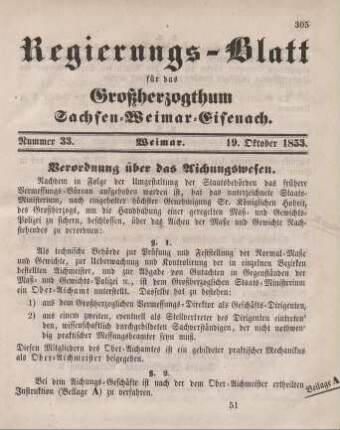 305
Regierungs-Blatt
für das
Großherzogthum
Sachsen-Weimar-Eisenach.
Nummer 33. Weimar. 19. Oktober 1853.
Verordnung über das Aichungswesen.
Nachdem in Folge der Umgestaltung der Staatsbehörden das frühere
Vermessungs-Büreau aufgehoben worden ist, hat das unterzeichnete Staats-
Ministerium, nach eingeholter höchster Genehmigung Sr. Königlichen Hoheit,
des Großherzogs, um die Handhabung einer geregelten Maß- und Gewichts-
Polizei zu sichern, beschlossen, über das Aichen der Maße und Gewichte Nach-
stehendes zu verordnen:
§. 1.
Als technische Behörde zur Prüfung und Feststellung der Normal-Maße
und Gewichte, zur Ueberwachung und Kontrolirung der in einzelnen Bezirken
bestellten Aichmeister, und zur Abgabe von Gutachten in Gegenständen der
Maß- und Gewichts-Polizei ꝛc., ist dem Großherzoglichen Staats-Ministerium
ein Ober-Aichamt unterstellt. Dasselbe hat zu bestehen:
1) aus dem Großherzoglichen Vermessungs-Direktor als Geschäfts-Dirigenten,
2) aus einem zweiten, eventuell als Stellvertreter des Dirigenten eintreten-
den, wissenschaftlich durchgebildeten Sachverständigen, der nicht nothwen
dig praktischer Messungsbeamter seyn muß.
Diesen Mitgliedern des Ober-Aichamtes ist ein gebildeter praktischer Mechanikus
als Ober-Aichmeister beigegeben.
§. 2.
Bei dem Aichungs-Geschäfte ist nach der dem Ober-Aichmeister ertheilten
Instruktion (Beilage A) zu verfahren.
Beilage A
51